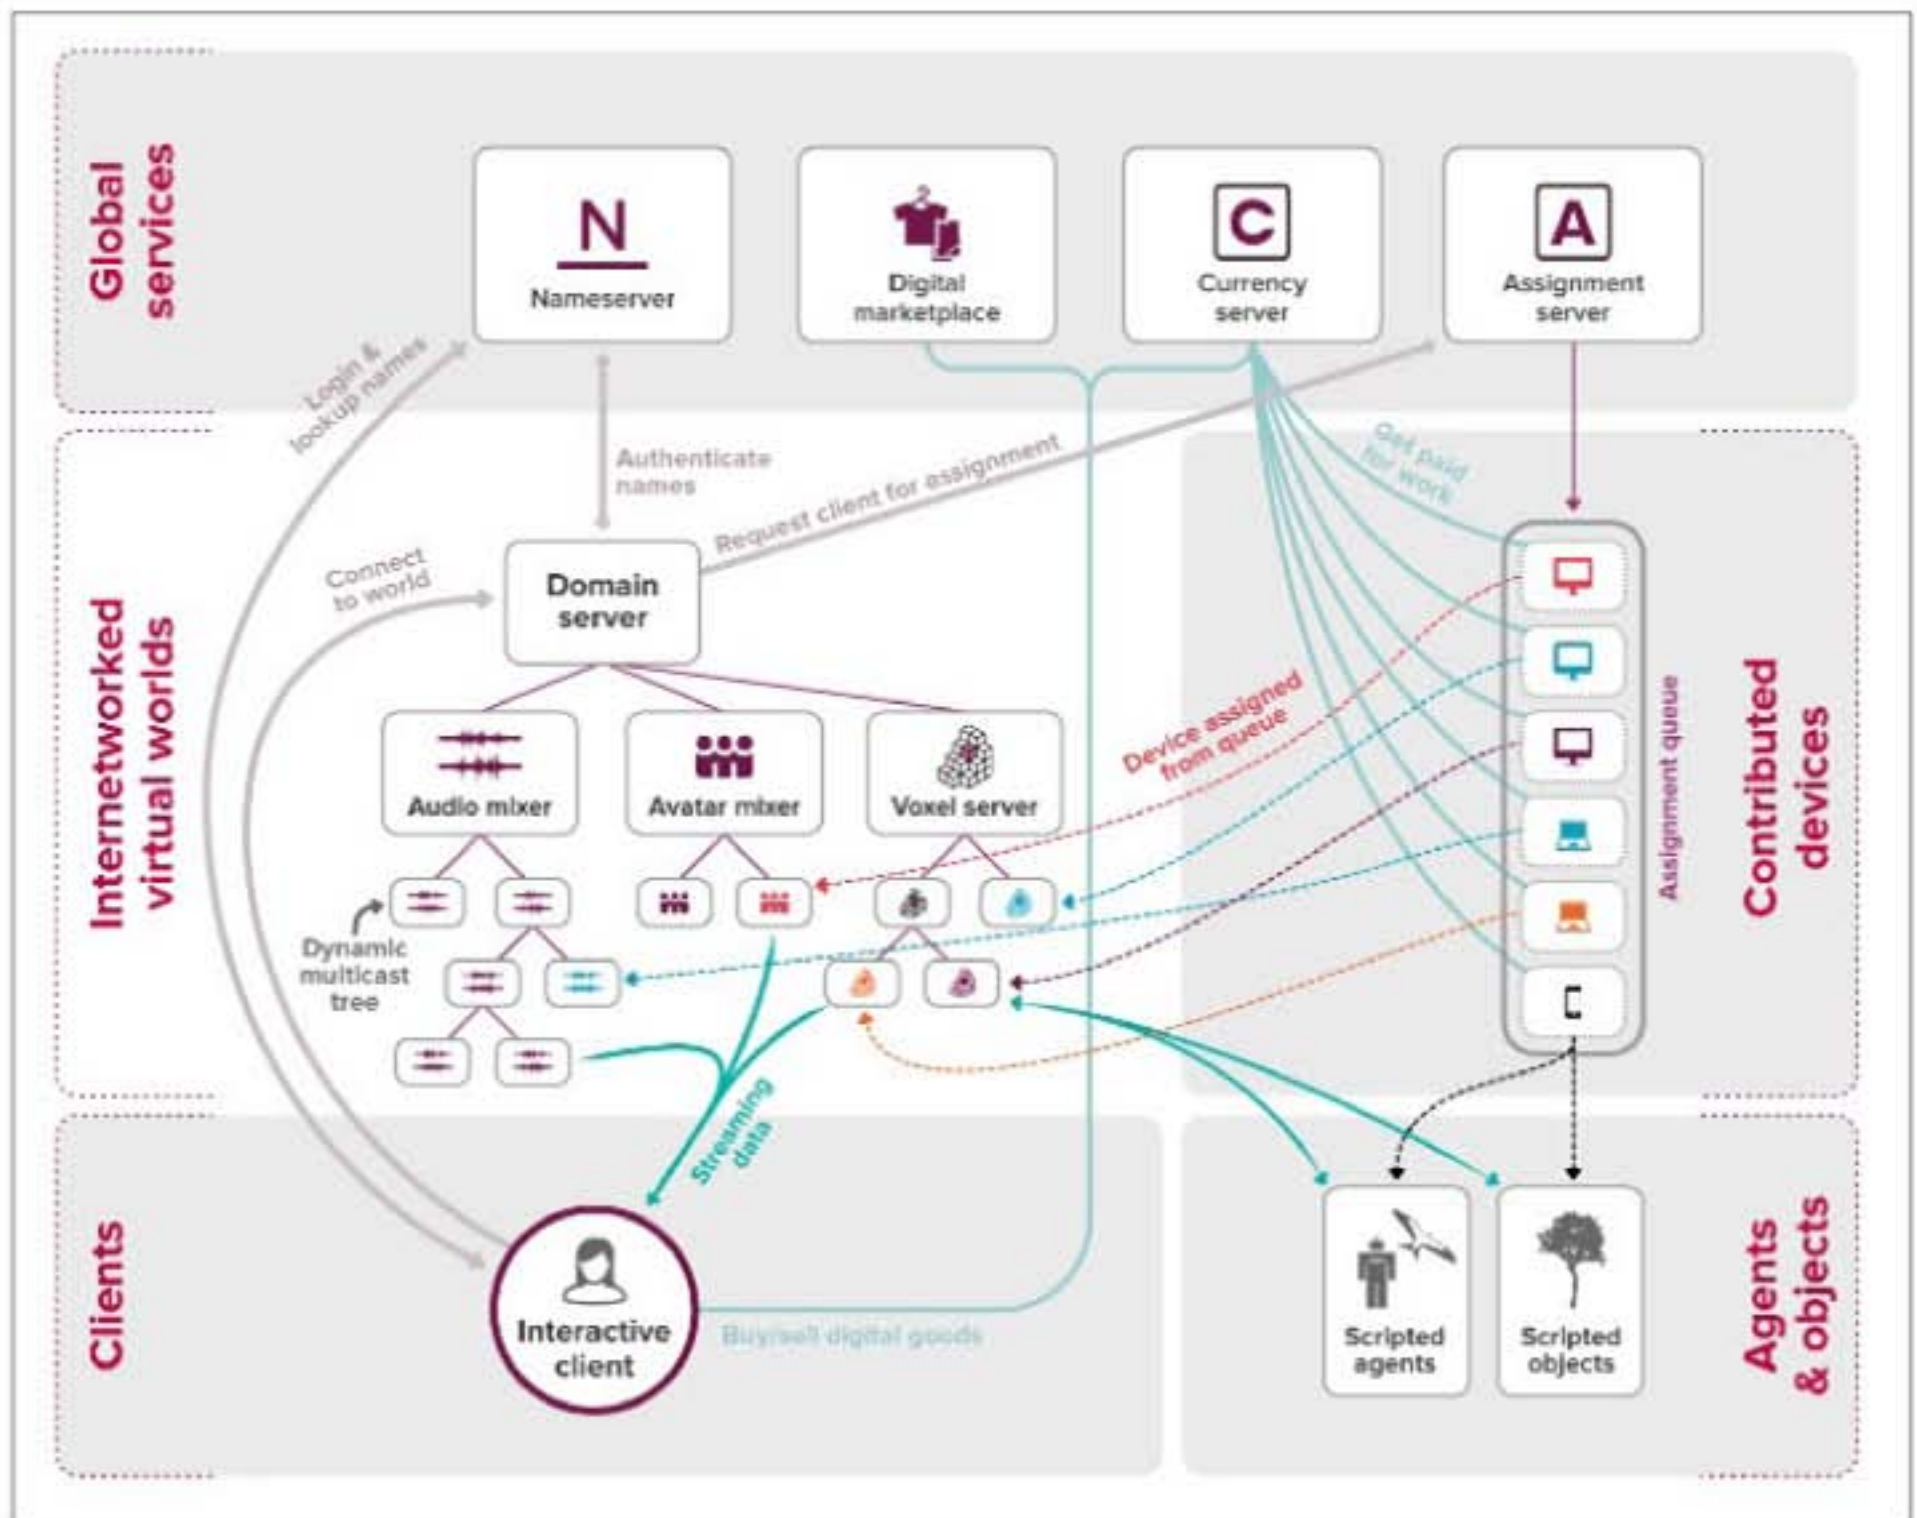 Global
services
N
Nameserver
Digital
marketplace
C
Currency
server
A
Assignment
server
Login &
lookup names
Authenticate
names
Request client for assignment
Get paid
for work
Internetworked
virtual worlds
Connect
to world
Domain
server
Audio mixer
Avatar mixer
Voxel server
Device assigned
from queue
Assignment queue
Contributed
devices
Dynamic
multicast
tree
Streaming
data
Clients
Interactive
client
Buy/sell digital goods
Scripted
agents
Scripted
objects
Agents
& objects